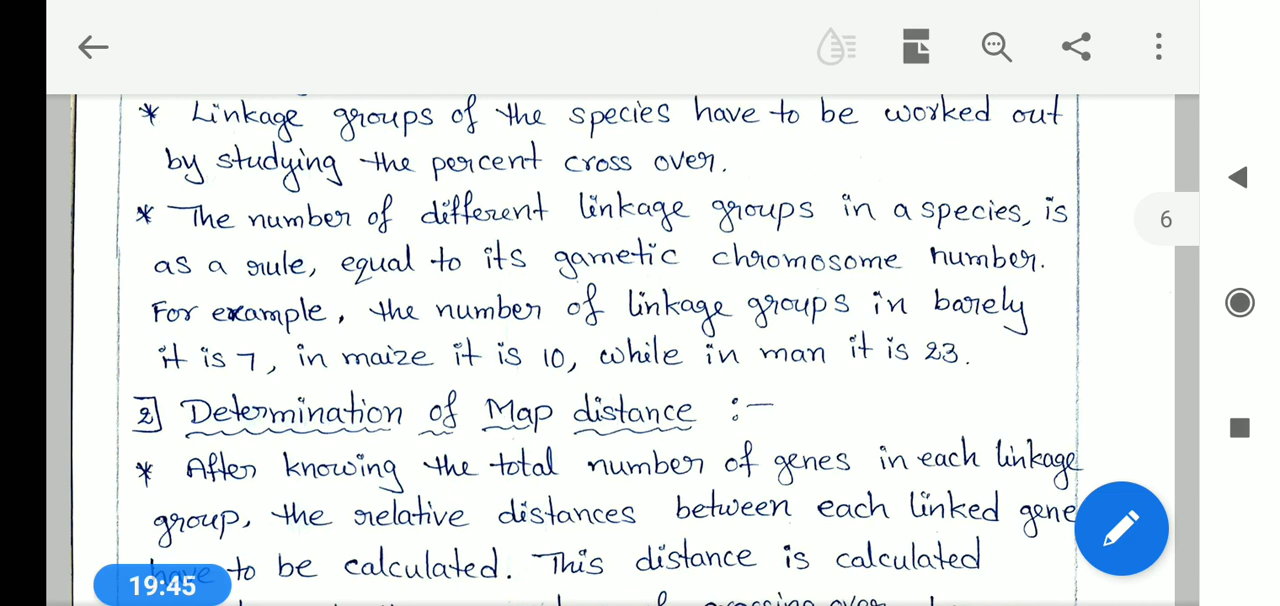 * Linkage groups of the species have to be worked out
by studying the percent cross over.
* The number of different linkage groups in a species, is
as a rule, equal to its gametic chromosome number.
For example, the number of linkage groups in barely
it is 7, in maize it is 10, while in man it is 23.
2] Determination of Map distance :-
* After knowing the total number of genes in each linkage
group, the relative distances between each linked gene
have to be calculated. This distance is calculated
of crossing over
6
19:45